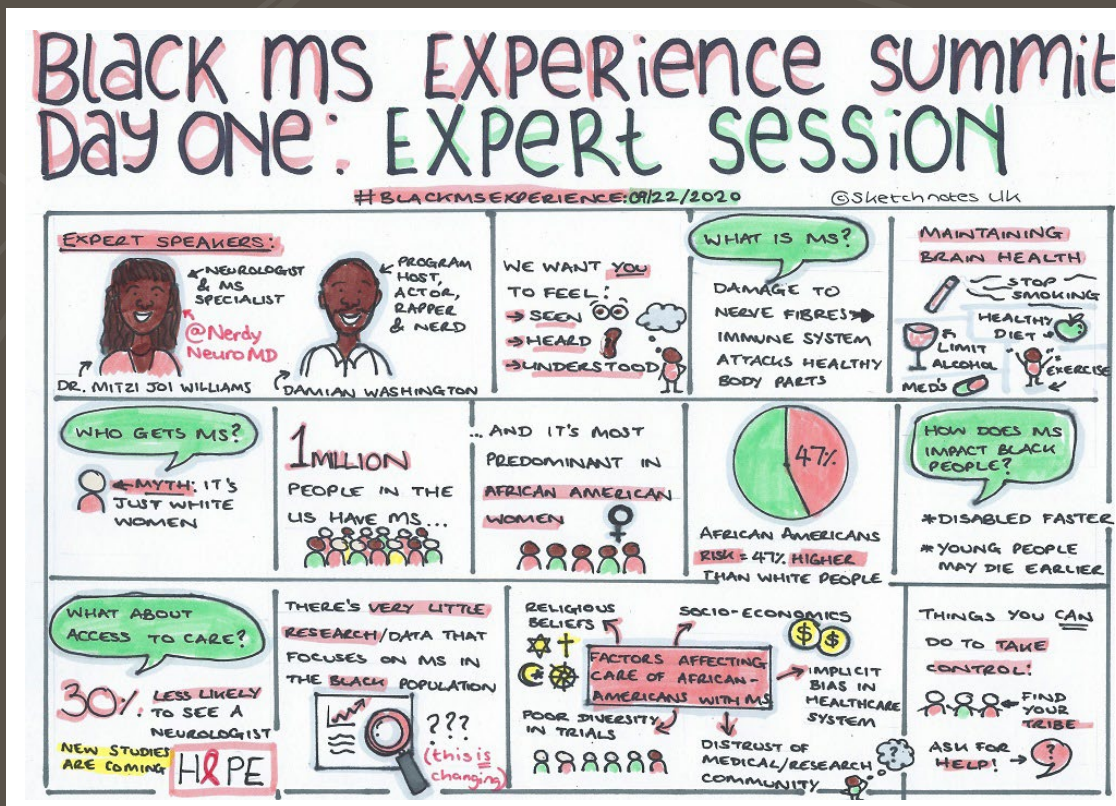 BLACK MS EXPERIENCE SUMMIT
DAY ONE: EXPERT SESSION
#BLACKMSEXPERIENCE: 09/22/2020
©Sketchnotes UK
EXPERT SPEAKERS:
NEUROLOGIST
& MS
SPECIALIST
@Nerdy
NeuroMD
DR. MITZI JOI WILLIAMS
PROGRAM
HOST,
ACTOR,
RAPPER
& NERD
DAMIAN WASHINGTON
WE WANT YOU
TO FEEL:
→ SEEN
→ HEARD
→ UNDERSTOOD
WHAT IS MS?
DAMAGE TO
NERVE FIBRES
IMMUNE SYSTEM
ATTACKS HEALTHY
BODY PARTS
MAINTAINING
BRAIN HEALTH
STOP
SMOKING
HEALTHY
DIET
LIMIT
ALCOHOL
EXERCISE
MED'S
WHO GETS MS?
MYTH: IT'S
JUST WHITE
WOMEN
1 MILLION
PEOPLE IN THE
US HAVE MS...
... AND IT'S MOST
PREDOMINANT IN
AFRICAN AMERICAN
WOMEN
47%
AFRICAN AMERICANS
RISK = 47% HIGHER
THAN WHITE PEOPLE
HOW DOES MS
IMPACT BLACK
PEOPLE?
* DISABLED FASTER
* YOUNG PEOPLE
MAY DIE EARLIER
WHAT ABOUT
ACCESS TO CARE?
30% LESS LIKELY
TO SEE A
NEUROLOGIST
NEW STUDIES
ARE COMING
HOPE
THERE'S VERY LITTLE
RESEARCH/DATA THAT
FOCUSES ON MS IN
THE BLACK POPULATION
???
(this is
changing)
RELIGIOUS
BELIEFS
SOCIO-ECONOMICS
$ $
FACTORS AFFECTING
CARE OF AFRICAN-
AMERICANS WITH MS
IMPLICIT
BIAS IN
HEALTHCARE
SYSTEM
POOR DIVERSITY
IN TRIALS
DISTRUST OF
MEDICAL/RESEARCH
COMMUNITY
?
THINGS YOU CAN
DO TO TAKE
CONTROL:
FIND
YOUR
TRIBE
ASK FOR
HELP! →
?